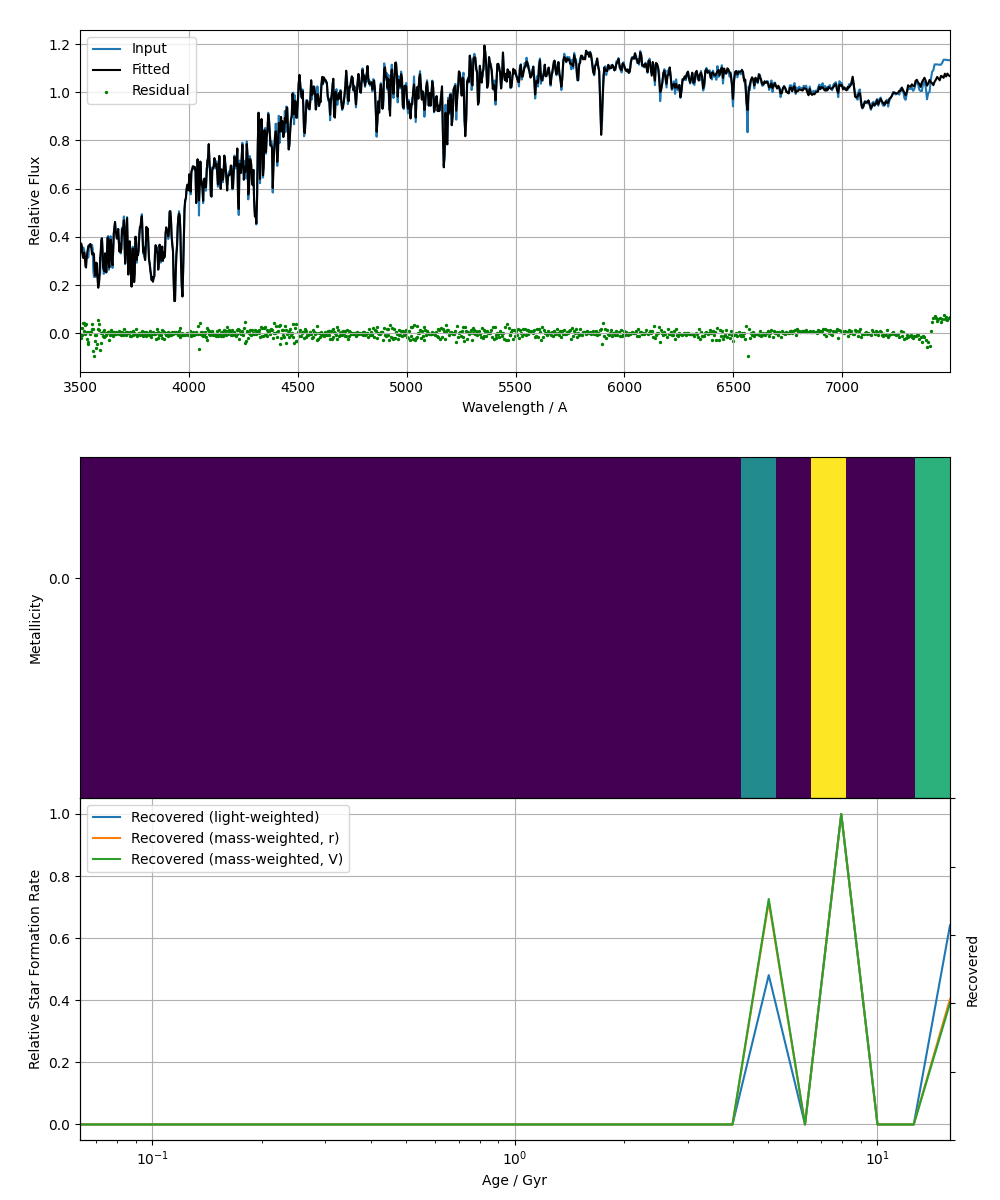 1.2
1.0
0.8
0.6
0.4
0.2
0.0
Relative Flux
Input
Fitted
Residual
3500 4000 4500 5000 5500 6000 6500 7000
Wavelength / A
0.0
Metallicity
1.0
0.8
0.6
0.4
0.2
0.0
Relative Star Formation Rate
Recovered (light-weighted)
Recovered (mass-weighted, r)
Recovered (mass-weighted, V)
Recovered
10⁻¹ 10⁰ 10¹
Age / Gyr